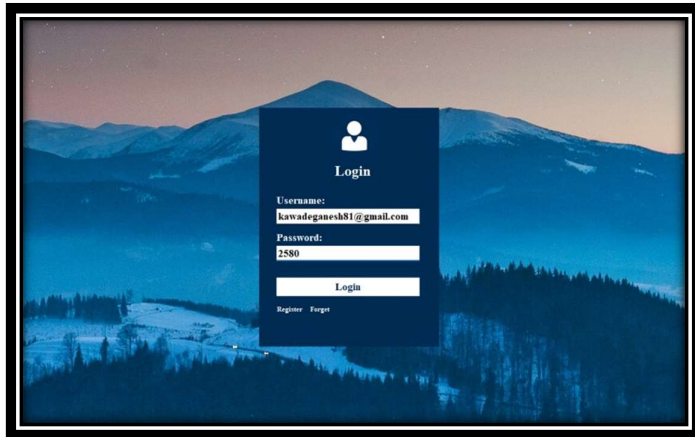 Login
Username:
kawadeganesh81@gmail.com
Password:
2580
Login
Register Forget